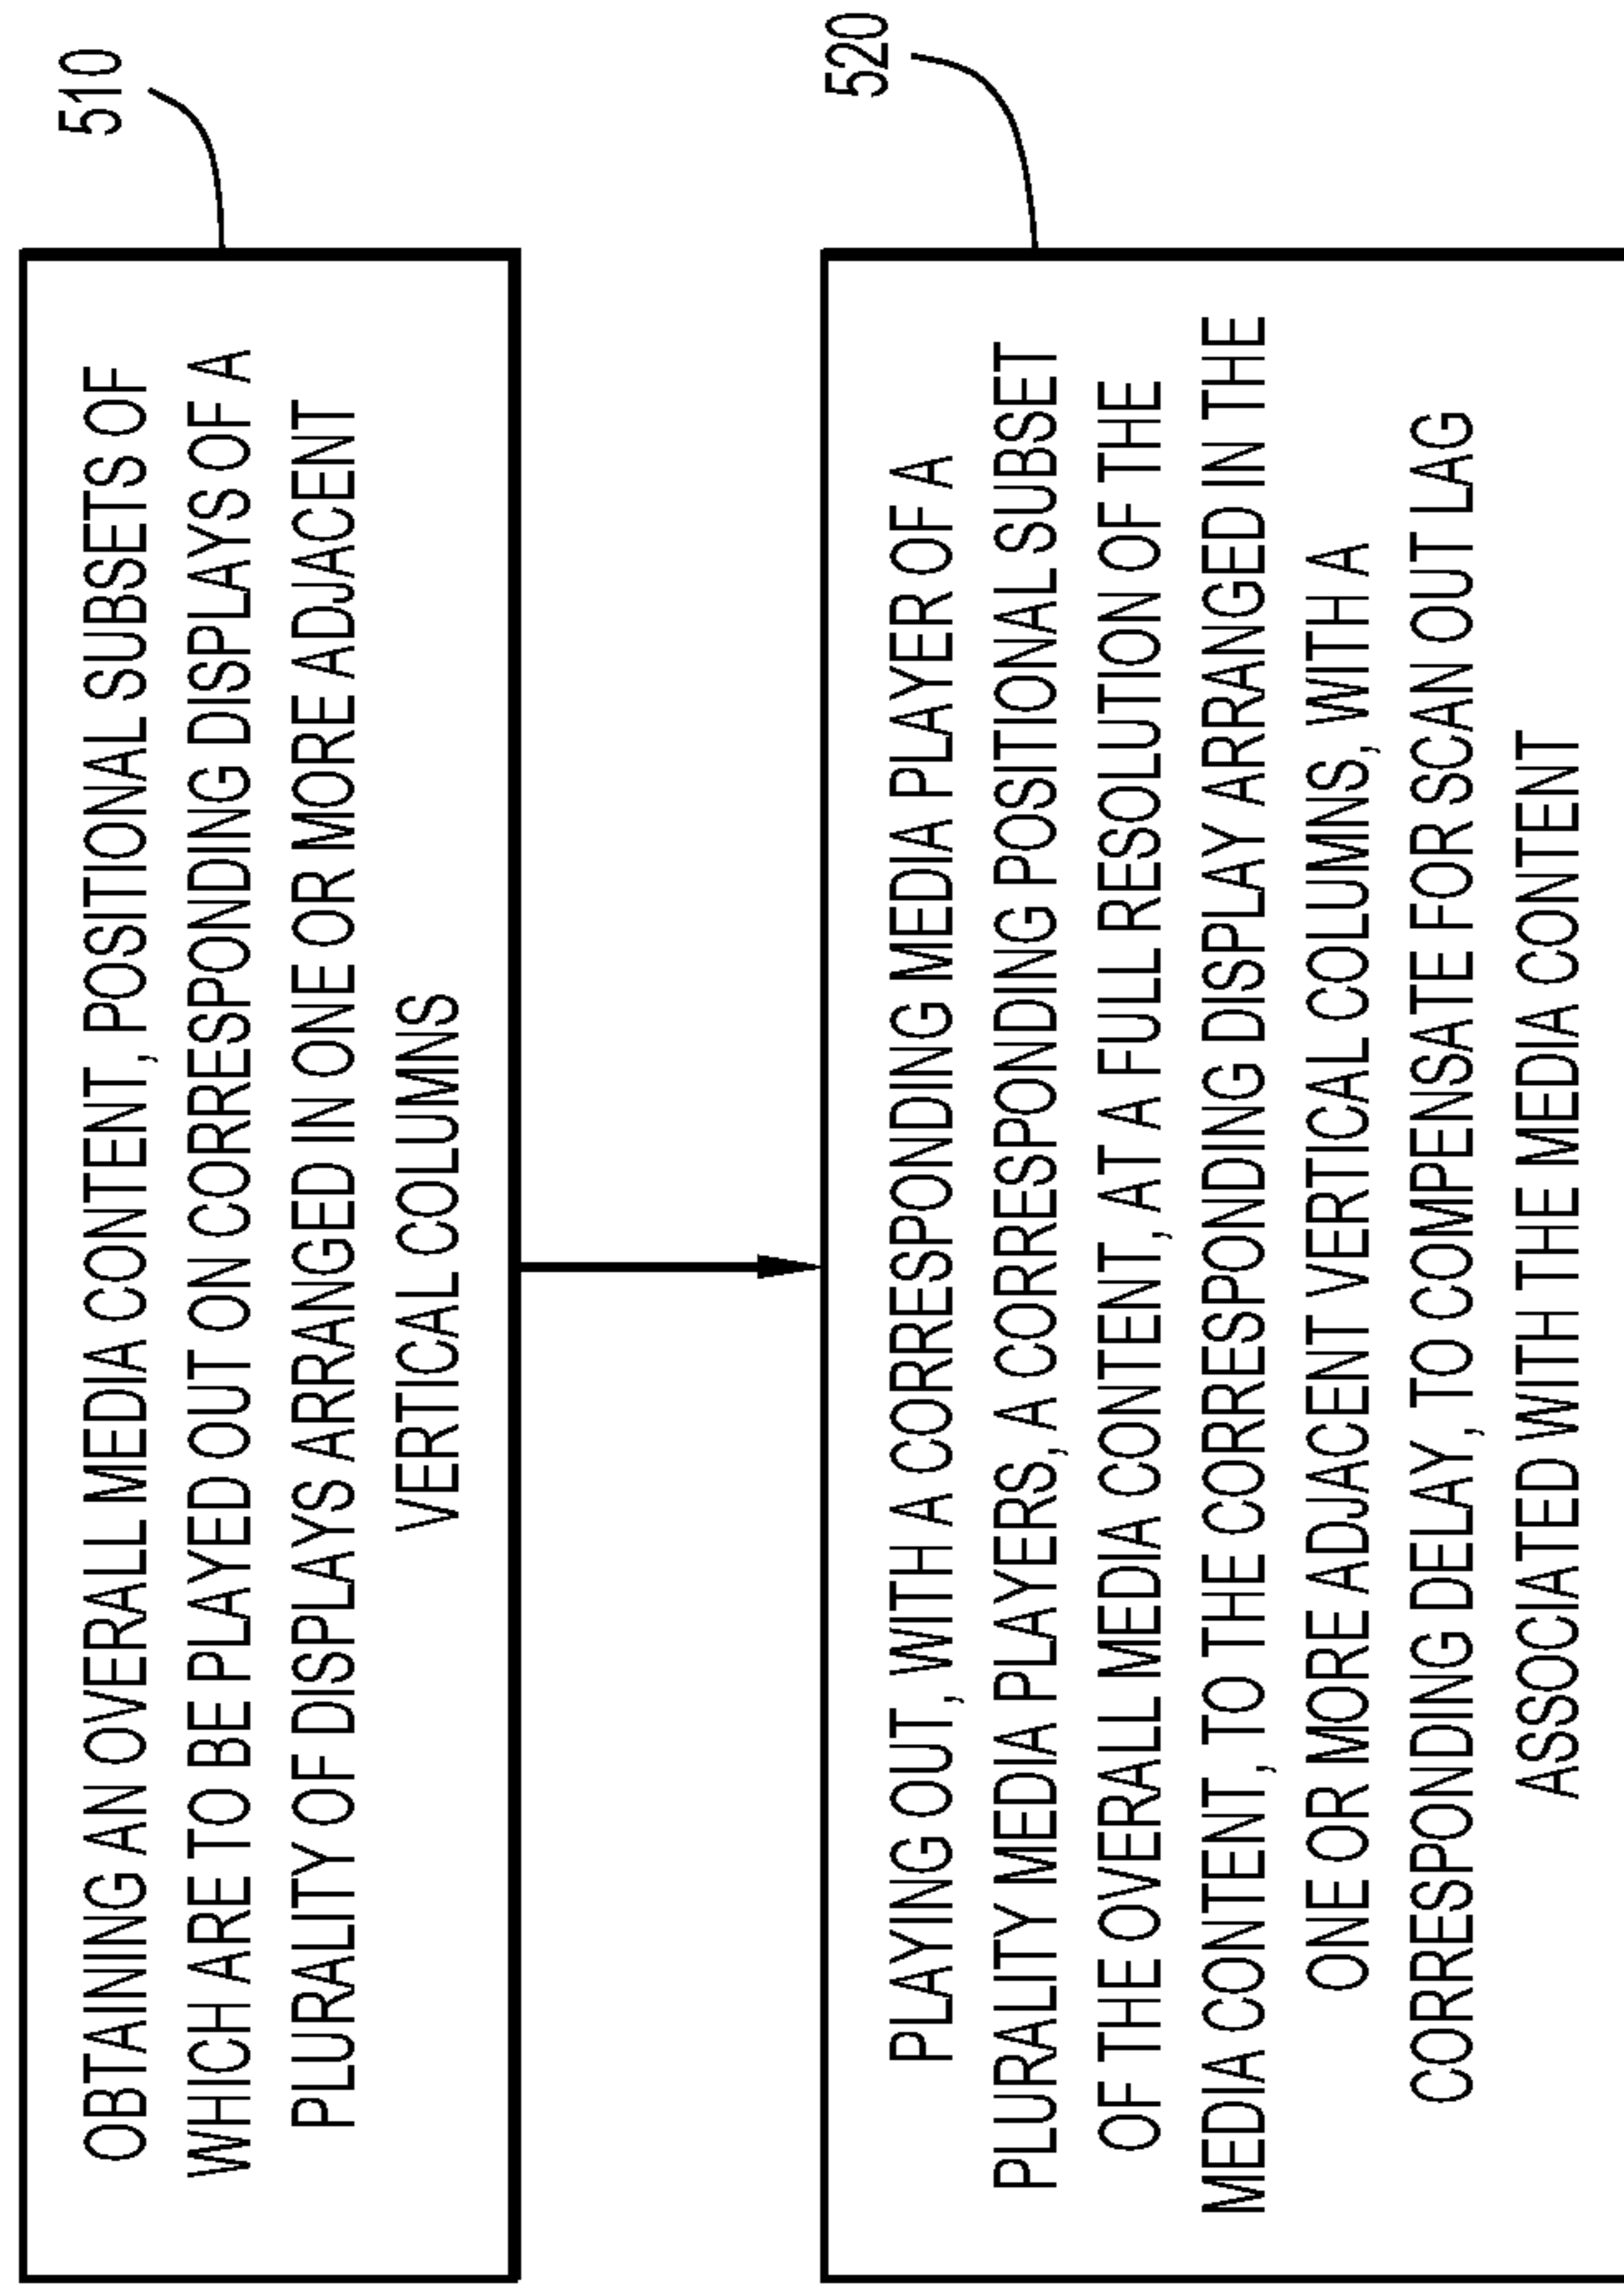 510
OBTAINING AN OVERALL MEDIA CONTENT, POSITIONAL SUBSETS OF
WHICH ARE TO BE PLAYED OUT ON CORRESPONDING DISPLAYS OF A
PLURALITY OF DISPLAYS ARRANGED IN ONE OR MORE ADJACENT
VERTICAL COLUMNS
520
PLAYING OUT, WITH A CORRESPONDING MEDIA PLAYER OF A
PLURALITY MEDIA PLAYERS, A CORRESPONDING POSITIONAL SUBSET
OF THE OVERALL MEDIA CONTENT, AT A FULL RESOLUTION OF THE
MEDIA CONTENT, TO THE CORRESPONDING DISPLAY ARRANGED IN THE
ONE OR MORE ADJACENT VERTICAL COLUMNS, WITH A
CORRESPONDING DELAY, TO COMPENSATE FOR SCAN OUT LAG
ASSOCIATED WITH THE MEDIA CONTENT